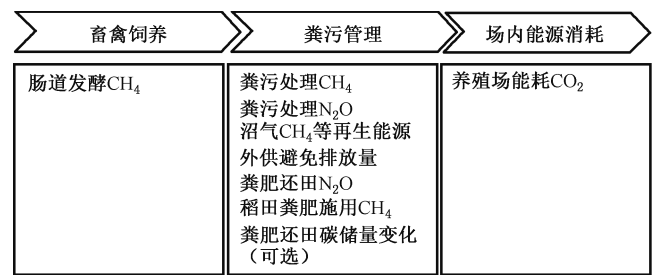 畜禽饲养
粪污管理
场内能源消耗
肠道发酵CH₄
粪污处理CH₄
粪污处理N₂O
沼气CH₄等再生能源
外供避免排放量
粪肥还田N₂O
稻田粪肥施用CH₄
粪肥还田碳储量变化
（可选）
养殖场能耗CO₂